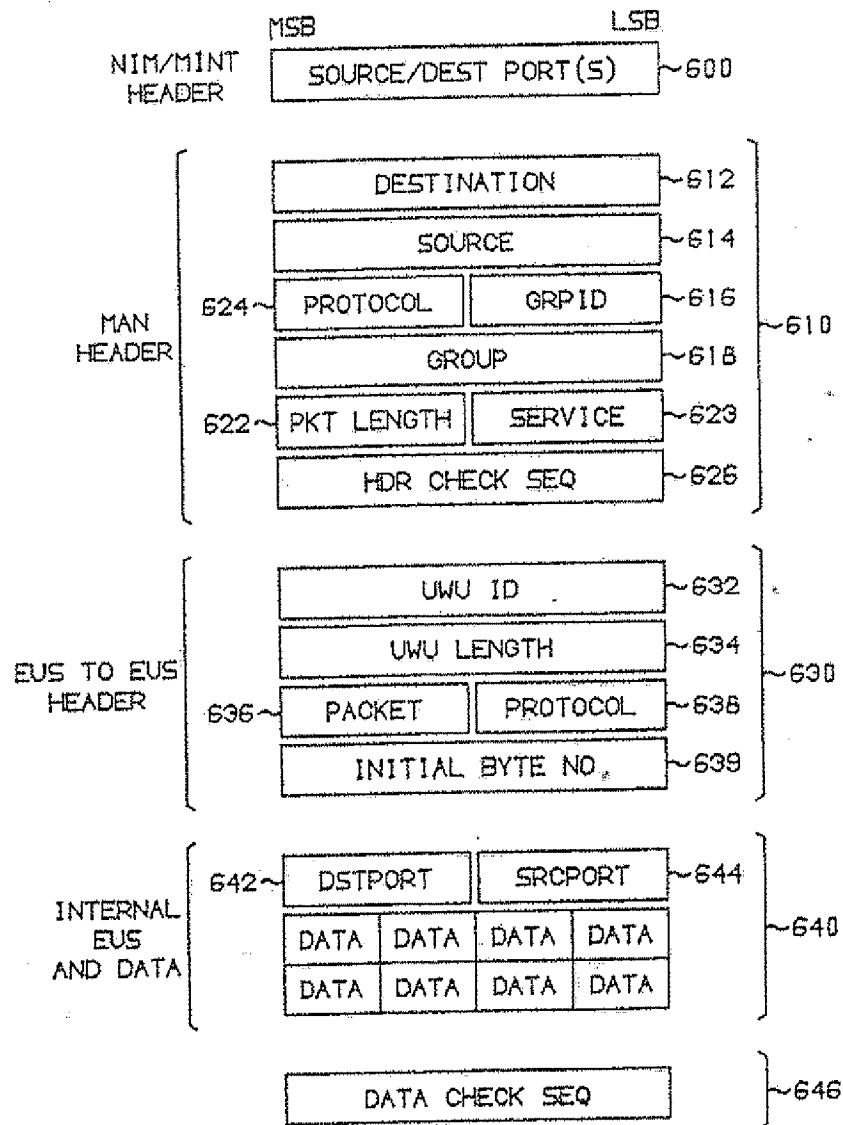 MSB LSB
NIM/MINT HEADER SOURCE/DEST PORT(S) 600
DESTINATION 612
SOURCE 614
624 PROTOCOL GRPID 616
MAN HEADER 610
GROUP 618
622 PKT LENGTH SERVICE 623
HDR CHECK SEQ 626
UWU ID 632
UWU LENGTH 634
EUS TO EUS HEADER 630
636 PACKET PROTOCOL 638
INITIAL BYTE NO. 639
642 DSTPORT SRCPORT 644
INTERNAL EUS AND DATA 640
DATA DATA DATA DATA
DATA DATA DATA DATA
DATA CHECK SEQ 646